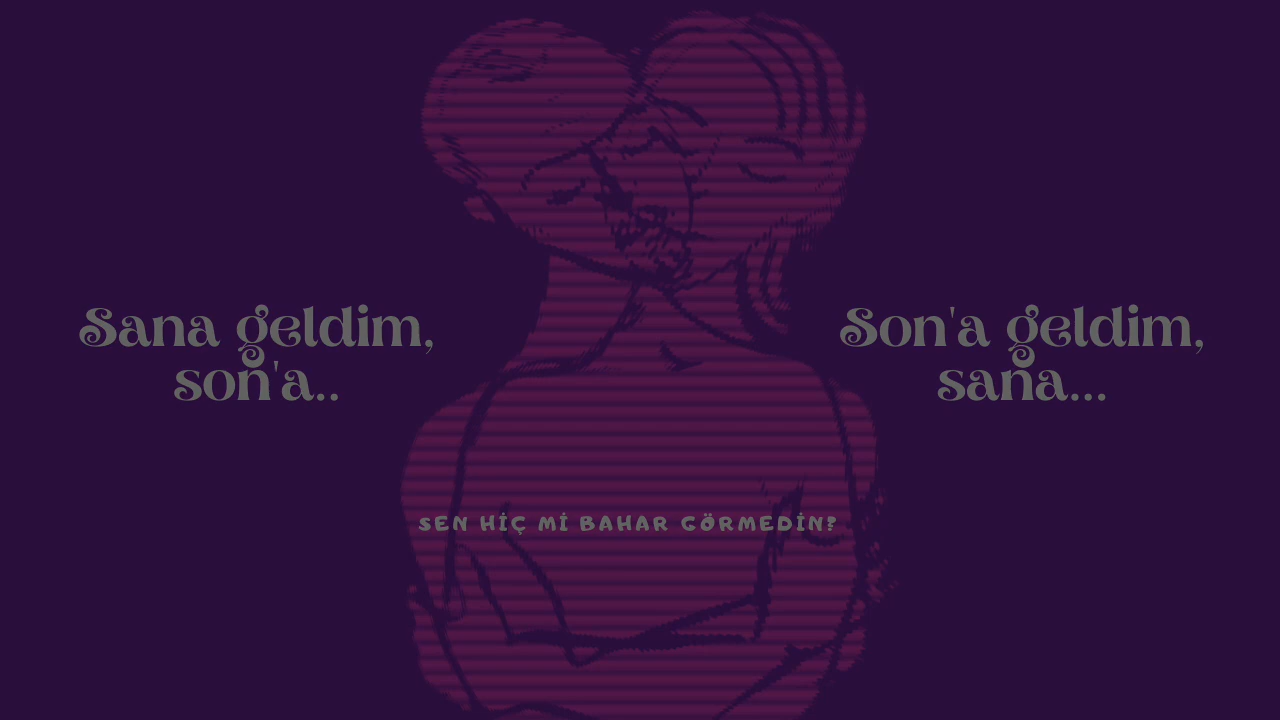 Sana geldim,
son'a..
Son'a geldim,
sana...
SEN HİÇ Mİ BAHAR GÖRMEDİN?